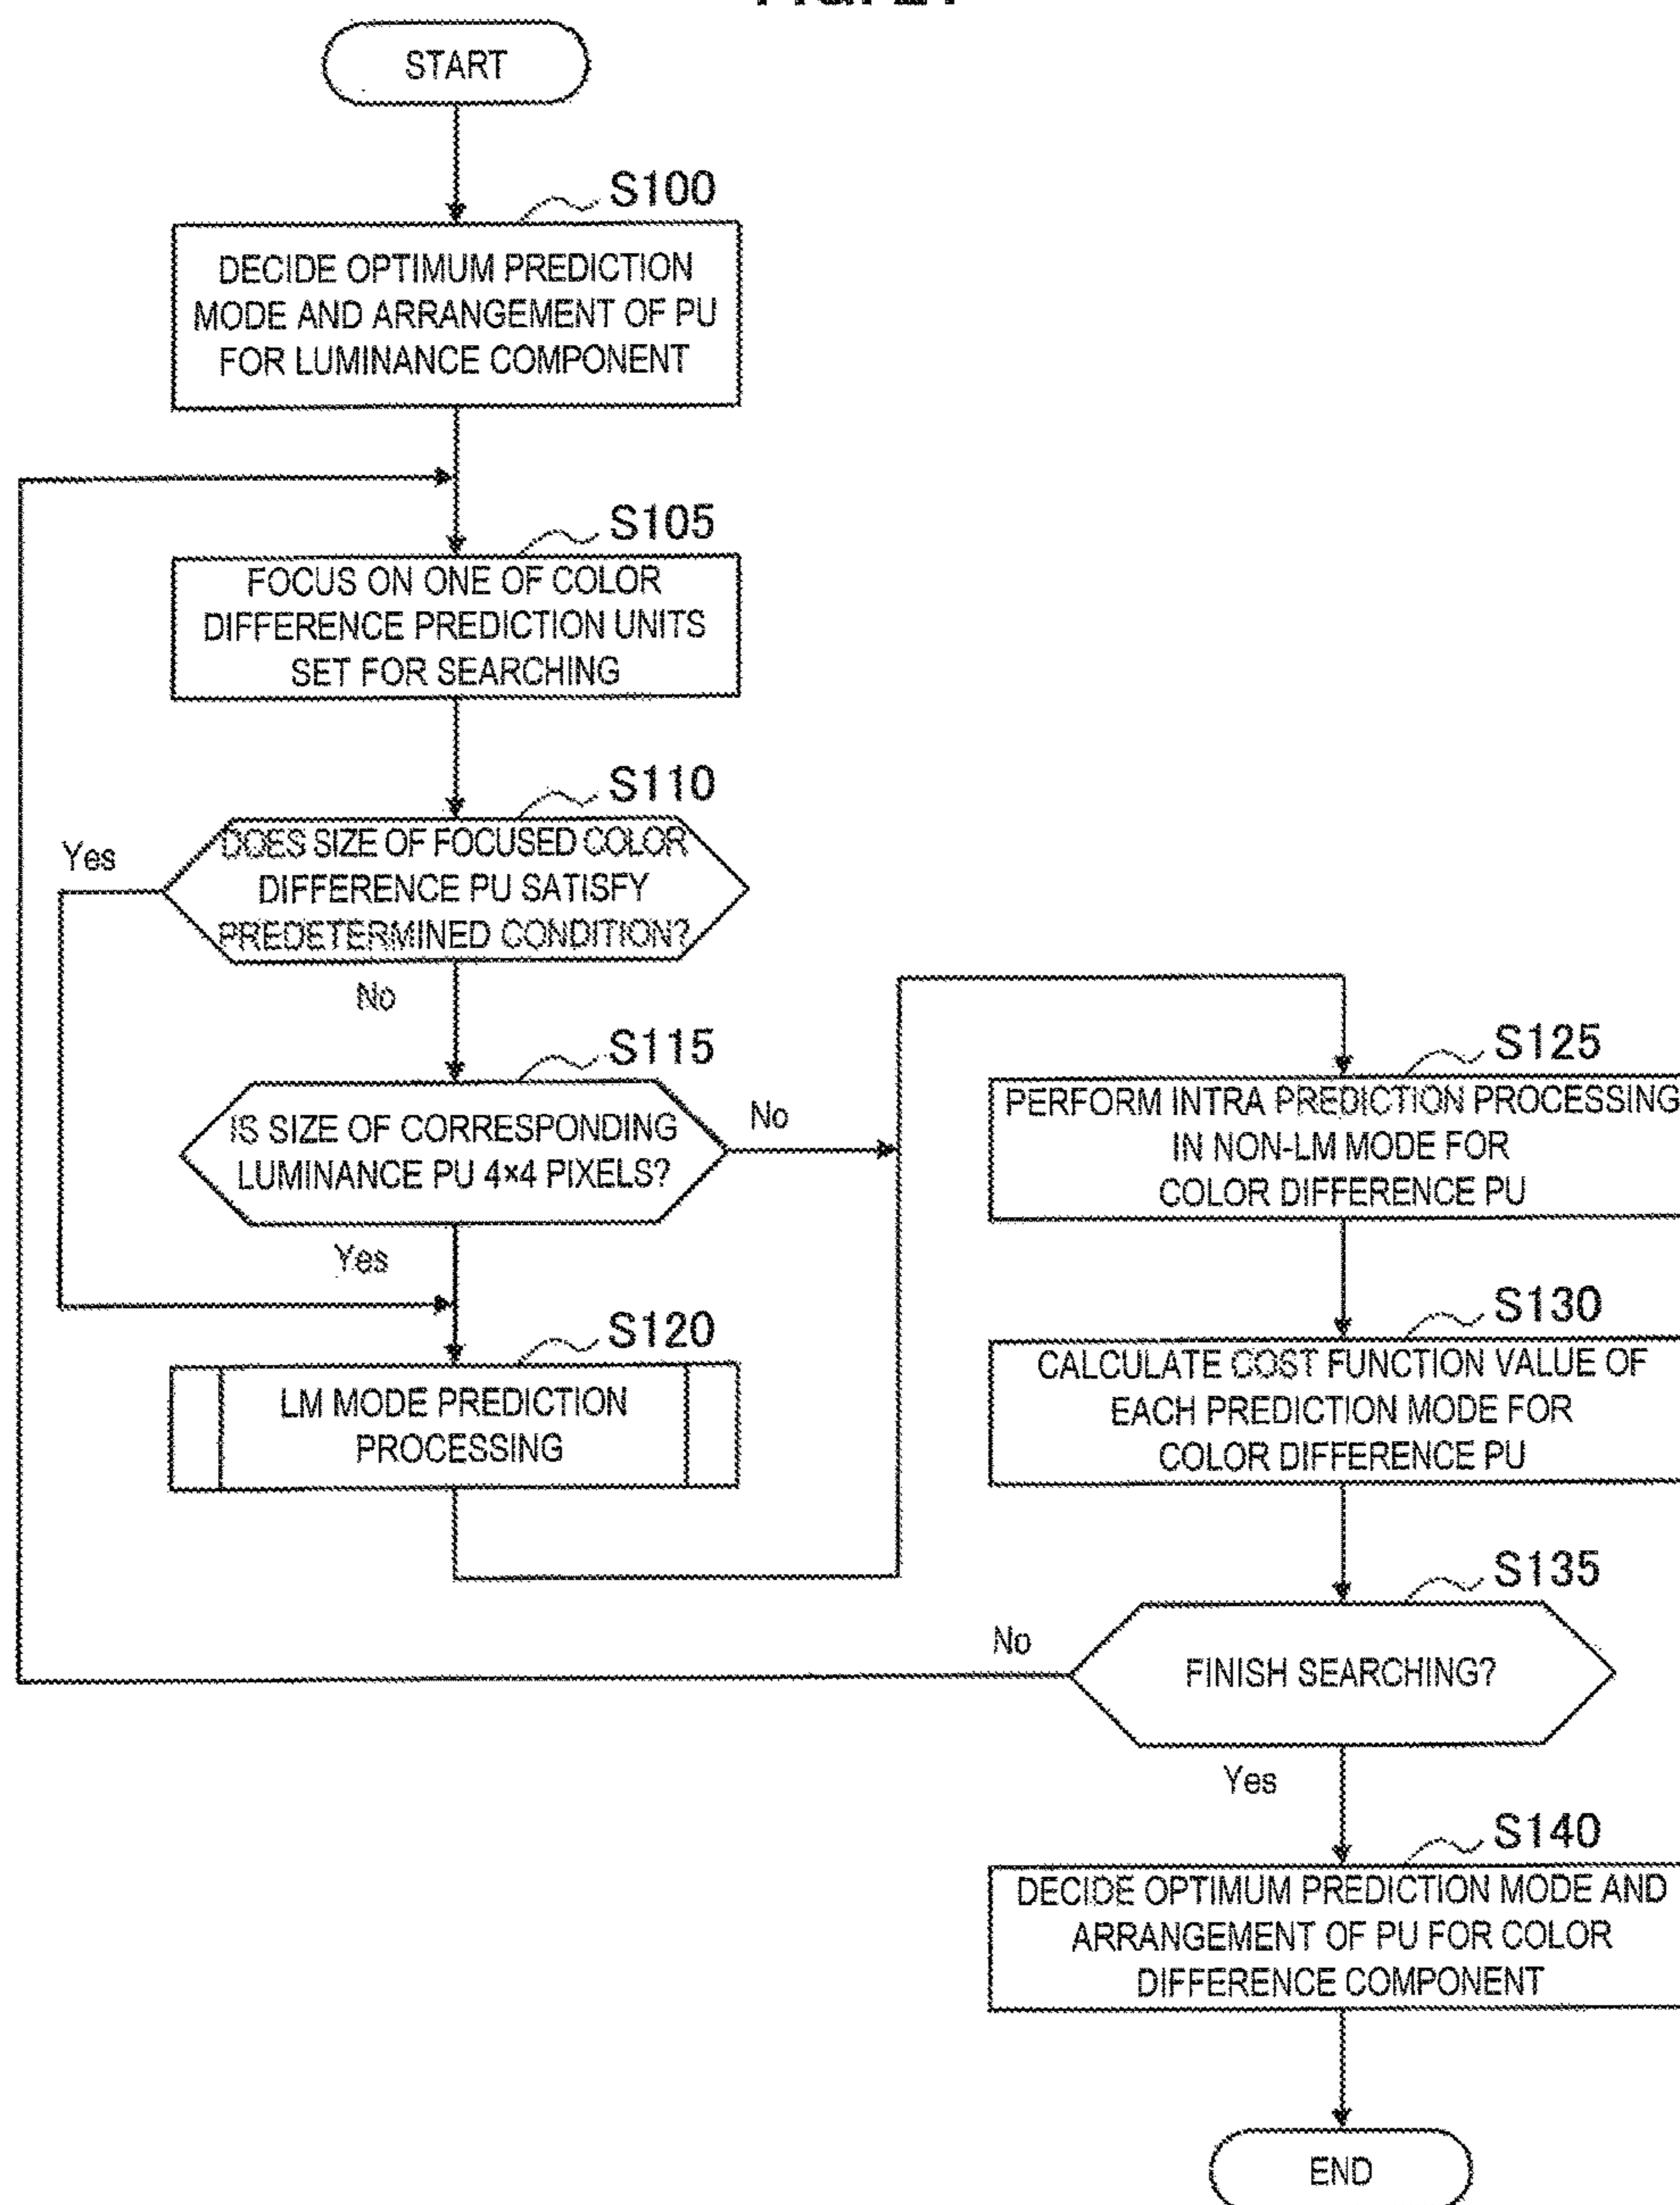 START
S100
DECIDE OPTIMUM PREDICTION
MODE AND ARRANGEMENT OF PU
FOR LUMINANCE COMPONENT
S105
FOCUS ON ONE OF COLOR
DIFFERENCE PREDICTION UNITS
SET FOR SEARCHING
S110
DOES SIZE OF FOCUSED COLOR
DIFFERENCE PU SATISFY
PREDETERMINED CONDITION?
Yes
No
S115
IS SIZE OF CORRESPONDING
LUMINANCE PU 4×4 PIXELS?
No
Yes
S120
LM MODE PREDICTION
PROCESSING
S125
PERFORM INTRA PREDICTION PROCESSING
IN NON-LM MODE FOR
COLOR DIFFERENCE PU
S130
CALCULATE COST FUNCTION VALUE OF
EACH PREDICTION MODE FOR
COLOR DIFFERENCE PU
S135
FINISH SEARCHING?
No
Yes
S140
DECIDE OPTIMUM PREDICTION MODE AND
ARRANGEMENT OF PU FOR COLOR
DIFFERENCE COMPONENT
END